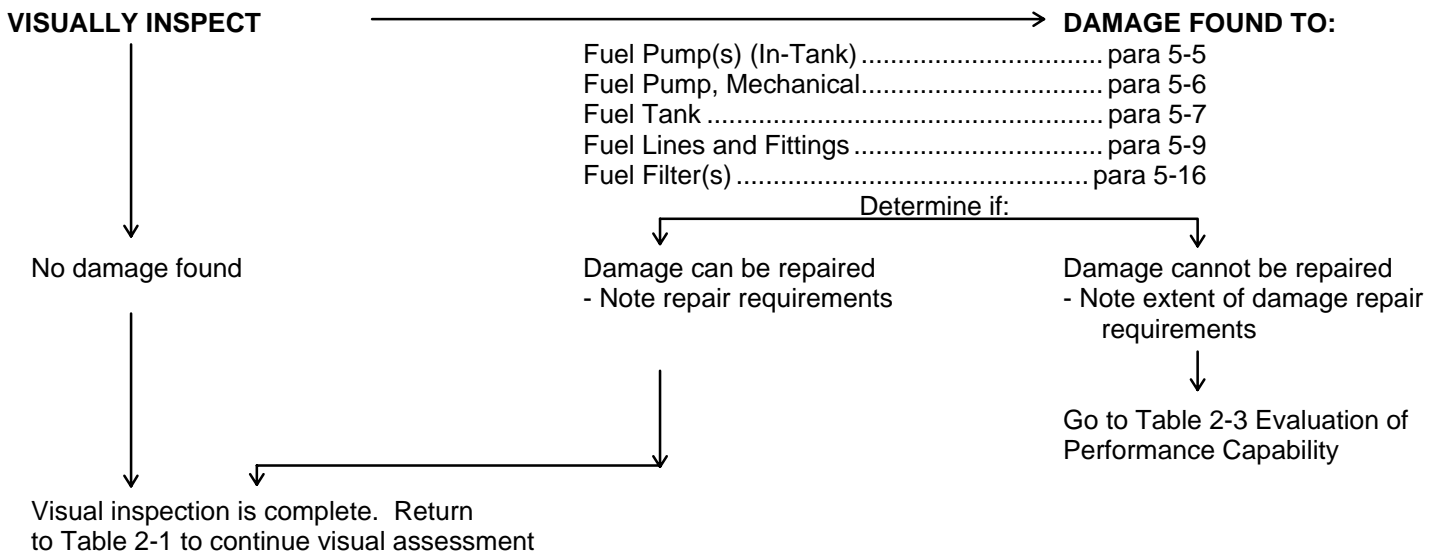 VISUALLY INSPECT DAMAGE FOUND TO:
Fuel Pump(s) (In-Tank)................................. para 5-5
Fuel Pump, Mechanical................................. para 5-6
Fuel Tank ...................................................... para 5-7
Fuel Lines and Fittings.................................. para 5-9
Fuel Filter(s) ................................................ para 5-16
Determine if:
No damage found
Damage can be repaired
- Note repair requirements
Damage cannot be repaired
- Note extent of damage repair
requirements
Go to Table 2-3 Evaluation of
Performance Capability
Visual inspection is complete.  Return
to Table 2-1 to continue visual assessment